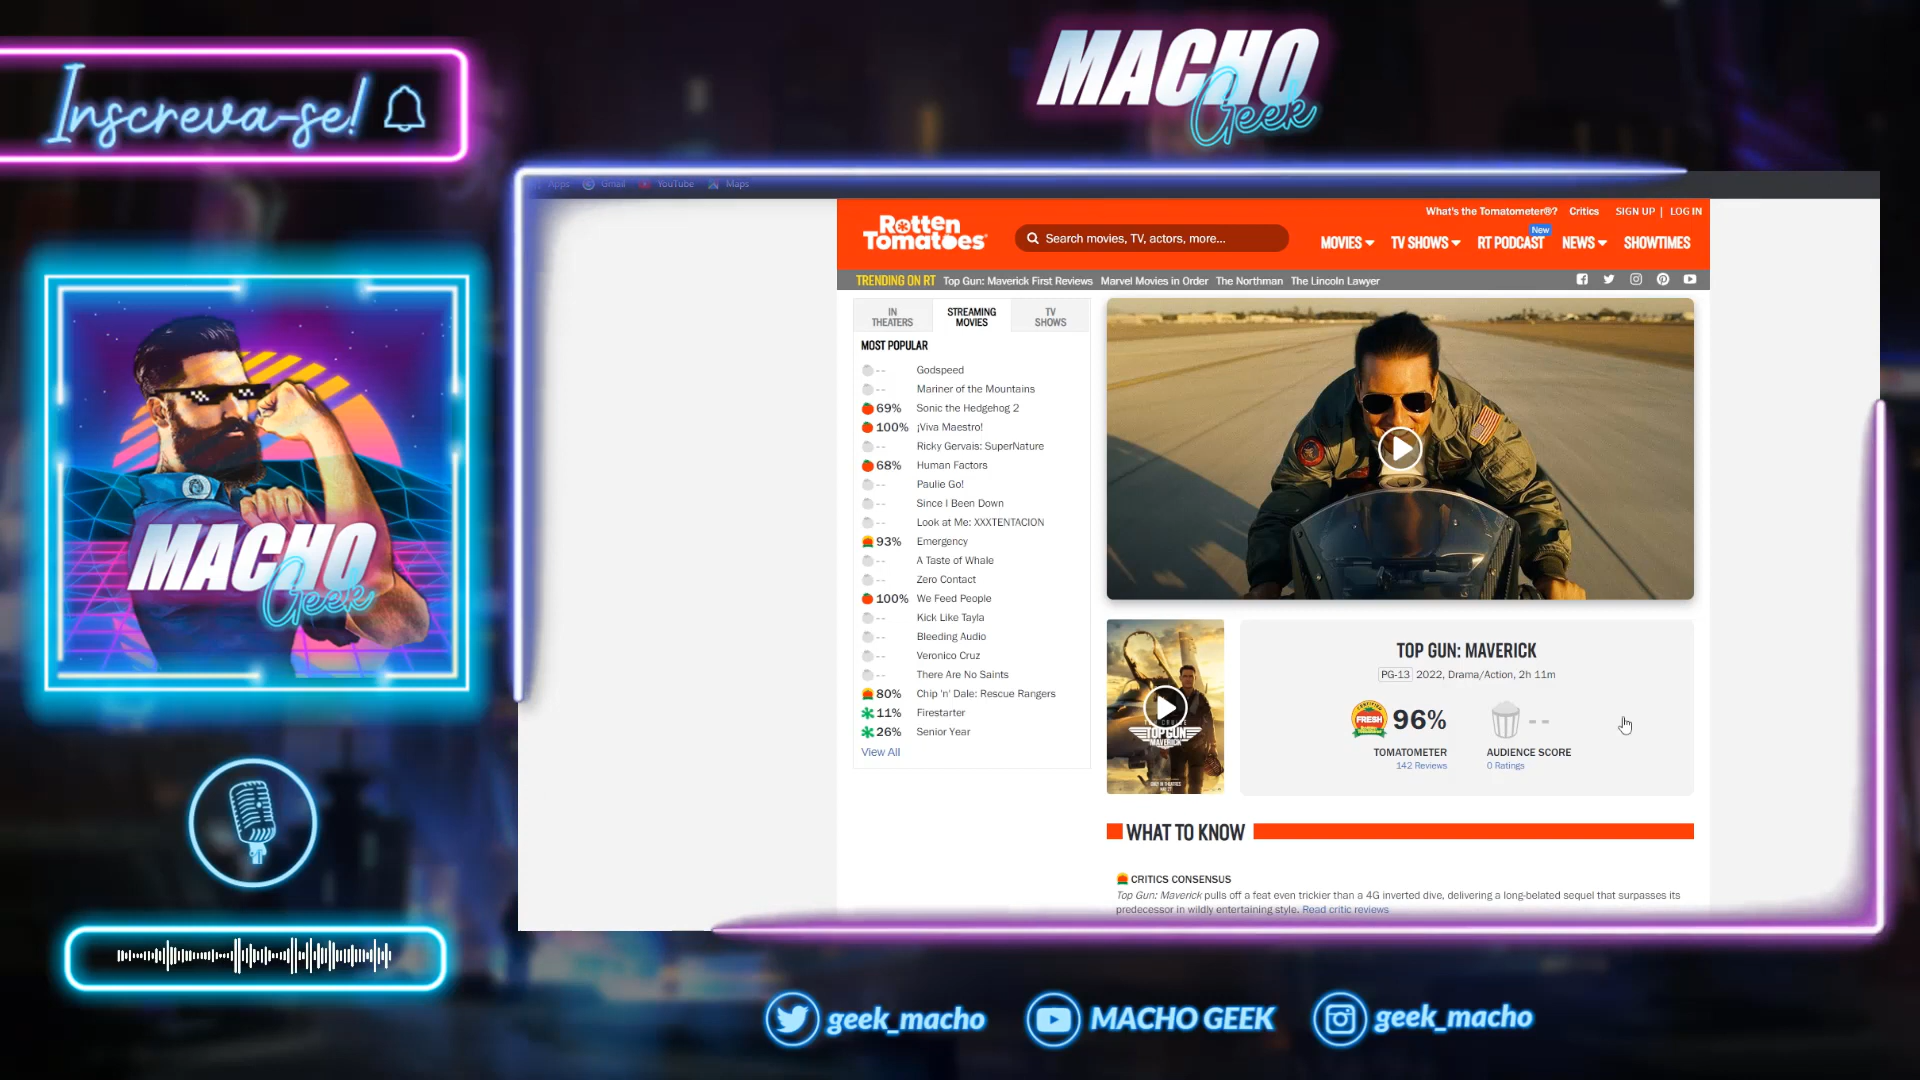 Inscreva-se!
MACHO
Geek
Apps Gmail YouTube Maps
What's the Tomatometer®? Critics SIGN UP | LOG IN
Rotten
Tomatoes
Search movies, TV, actors, more...
New
MOVIES TV SHOWS RT PODCAST NEWS SHOWTIMES
TRENDING ON RT Top Gun: Maverick First Reviews Marvel Movies in Order The Northman The Lincoln Lawyer
IN THEATERS
STREAMING MOVIES
TV SHOWS
MOST POPULAR
-- Godspeed
-- Mariner of the Mountains
69% Sonic the Hedgehog 2
100% ¡Viva Maestro!
-- Ricky Gervais: SuperNature
68% Human Factors
-- Paulie Go!
-- Since I Been Down
-- Look at Me: XXXTENTACION
93% Emergency
-- A Taste of Whale
-- Zero Contact
100% We Feed People
-- Kick Like Tayla
-- Bleeding Audio
-- Veronico Cruz
-- There Are No Saints
80% Chip 'n' Dale: Rescue Rangers
11% Firestarter
26% Senior Year
View All
MACHO
Geek
TOP GUN
MAVERICK
TOP GUN: MAVERICK
PG-13 2022, Drama/Action, 2h 11m
CERTIFIED
FRESH
96%
--
TOMATOMETER
AUDIENCE SCORE
142 Reviews
0 Ratings
WHAT TO KNOW
CRITICS CONSENSUS
Top Gun: Maverick pulls off a feat even trickier than a 4G inverted dive, delivering a long-belated sequel that surpasses its
predecessor in wildly entertaining style. Read critic reviews
geek_macho
MACHO GEEK
geek_macho